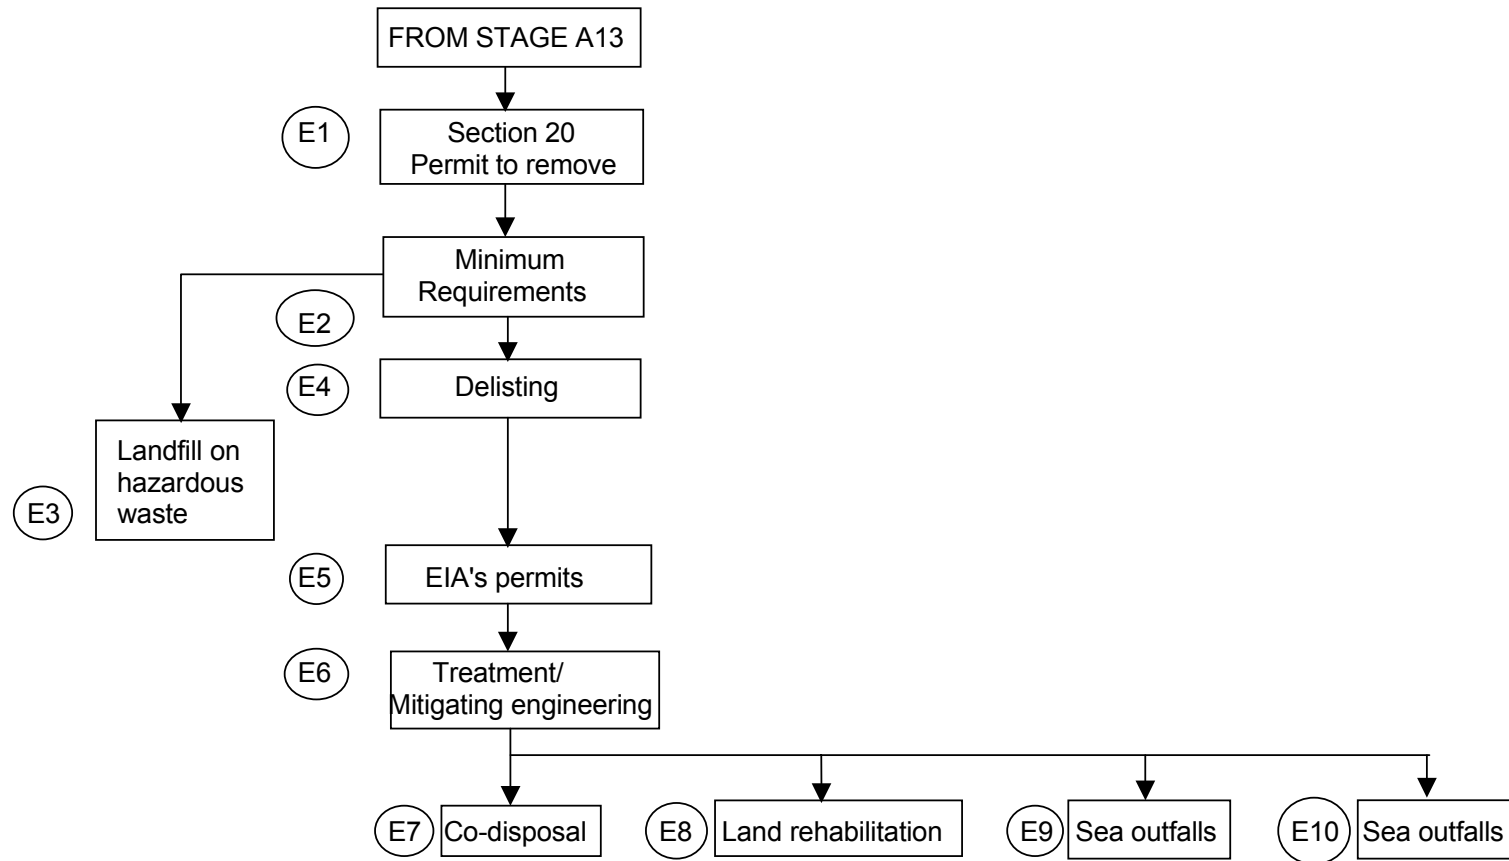 FROM STAGE A13
E1
Section 20
Permit to remove
Minimum
Requirements
E2
E4
Delisting
Landfill on
hazardous
waste
E3
E5
EIA's permits
E6
Treatment/
Mitigating engineering
E7
Co-disposal
E8
Land rehabilitation
E9
Sea outfalls
E10
Sea outfalls